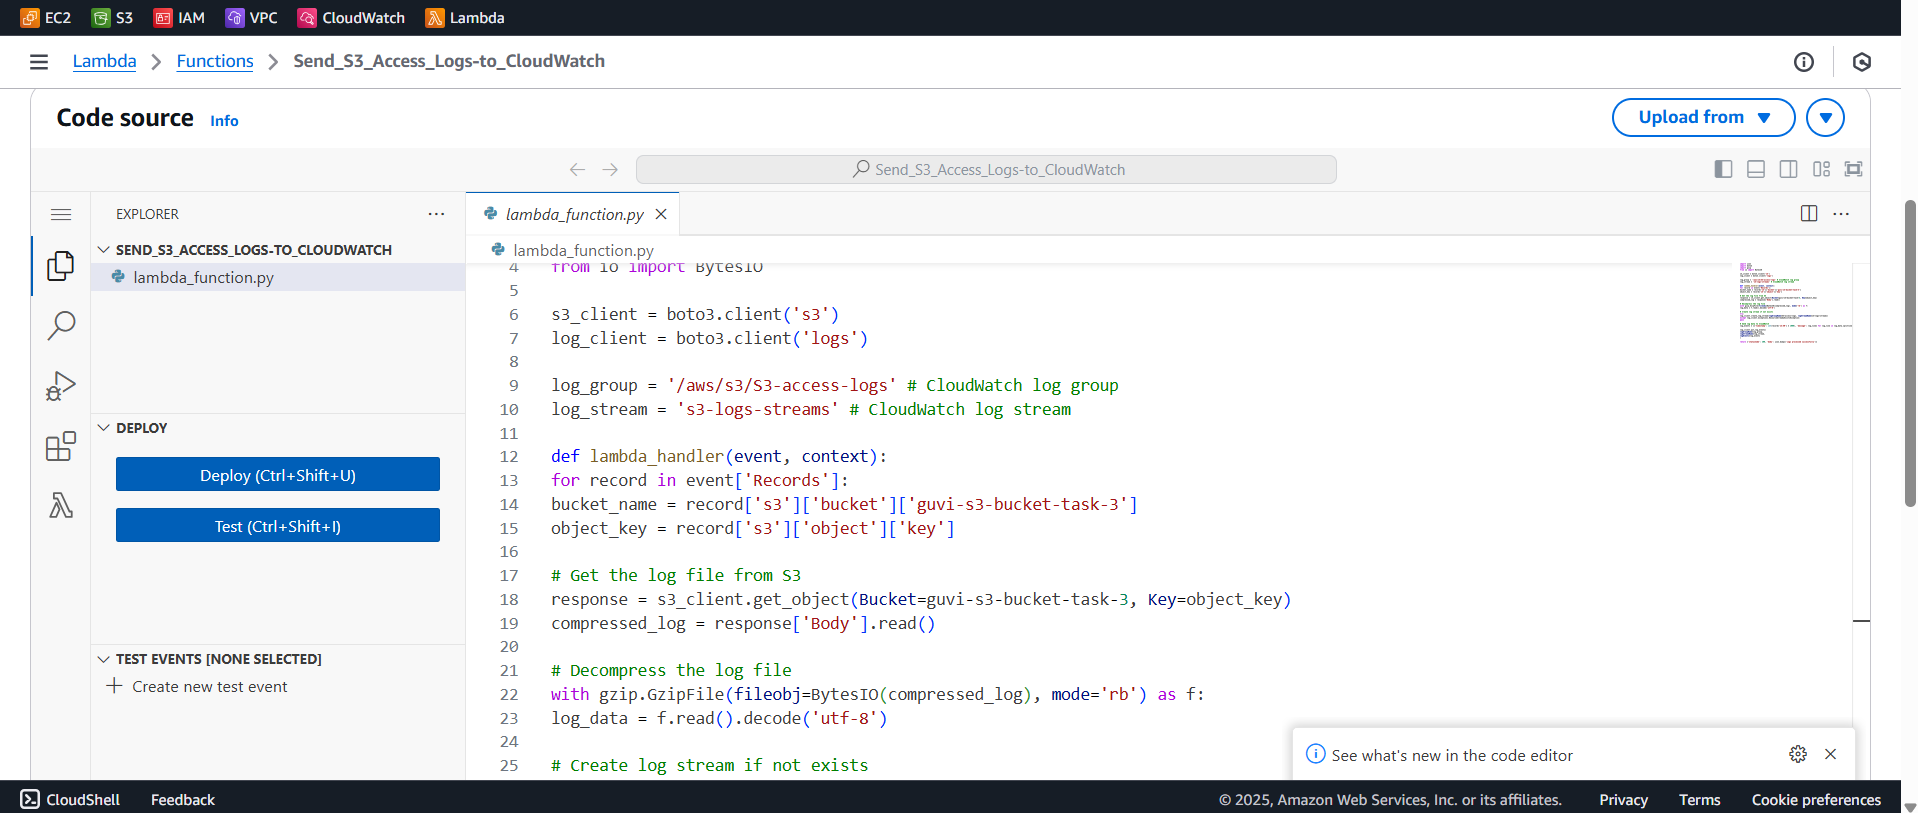 EC2 S3 IAM VPC CloudWatch Lambda
Lambda > Functions > Send_S3_Access_Logs-to_CloudWatch
Code source Info
Upload from
Send_S3_Access_Logs-to_CloudWatch
EXPLORER
SEND_S3_ACCESS_LOGS-TO_CLOUDWATCH
lambda_function.py
DEPLOY
Deploy (Ctrl+Shift+U)
Test (Ctrl+Shift+I)
TEST EVENTS [NONE SELECTED]
Create new test event
lambda_function.py
lambda_function.py
4 from io import BytesIO
5
6 s3_client = boto3.client('s3')
7 log_client = boto3.client('logs')
8
9 log_group = '/aws/s3/S3-access-logs' # CloudWatch log group
10 log_stream = 's3-logs-streams' # CloudWatch log stream
11
12 def lambda_handler(event, context):
13 for record in event['Records']:
14 bucket_name = record['s3']['bucket']['guvi-s3-bucket-task-3']
15 object_key = record['s3']['object']['key']
16
17 # Get the log file from S3
18 response = s3_client.get_object(Bucket=guvi-s3-bucket-task-3, Key=object_key)
19 compressed_log = response['Body'].read()
20
21 # Decompress the log file
22 with gzip.GzipFile(fileobj=BytesIO(compressed_log), mode='rb') as f:
23 log_data = f.read().decode('utf-8')
24
25 # Create log stream if not exists
See what's new in the code editor
CloudShell Feedback
© 2025, Amazon Web Services, Inc. or its affiliates. Privacy Terms Cookie preferences